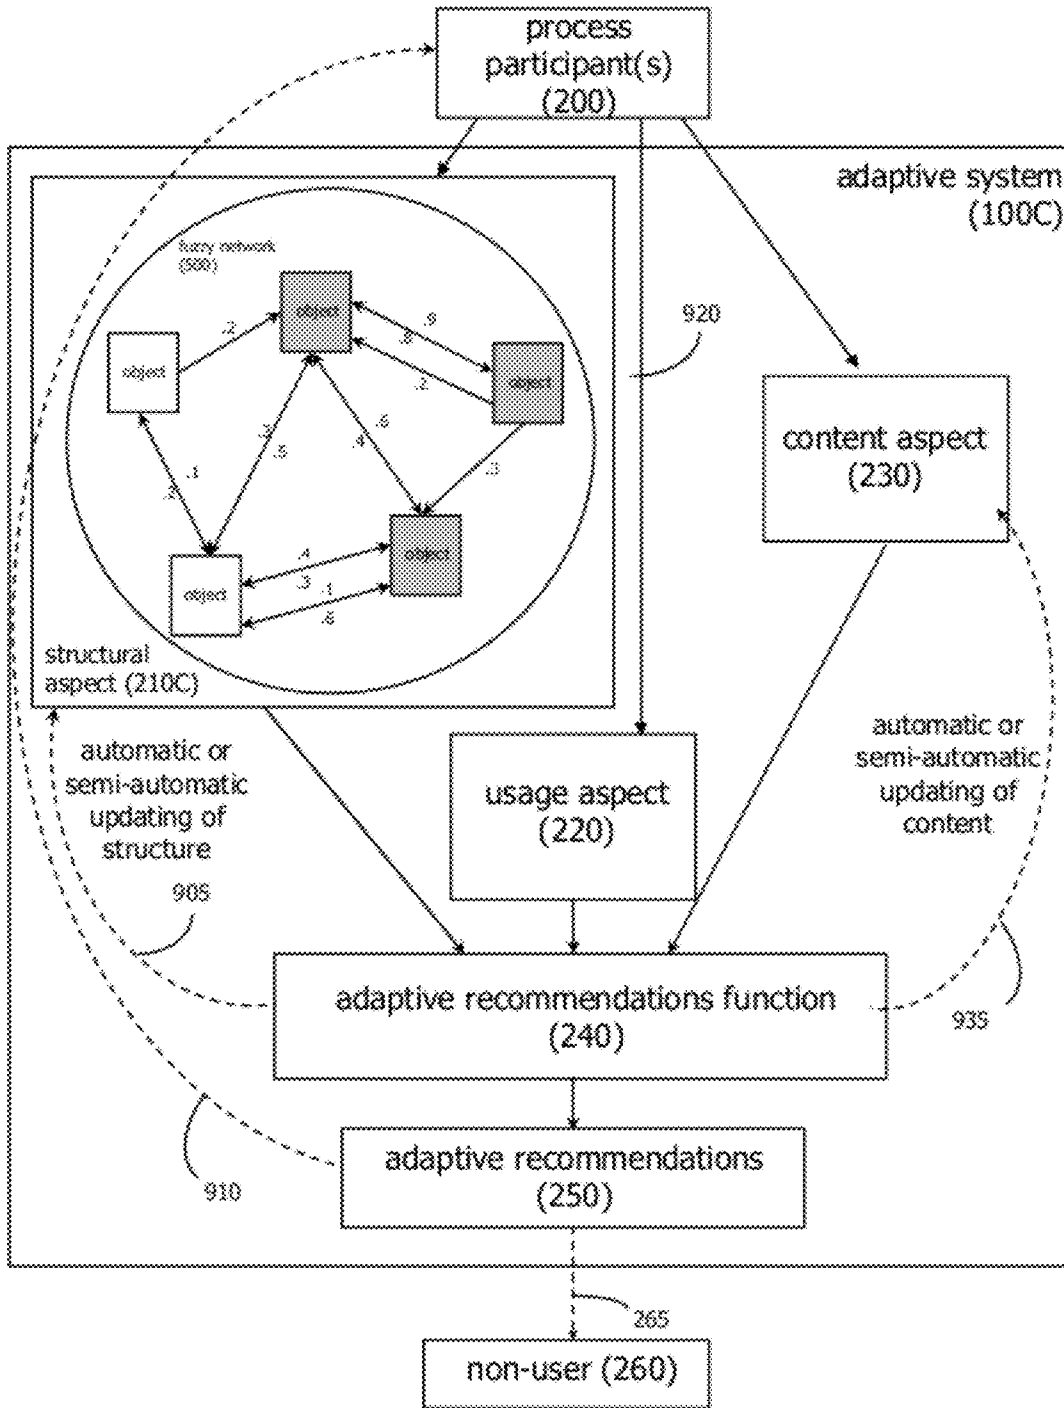 process
participant(s)
(200)
adaptive system
(100C)
fuzzy network
(500)
object
.9
.8
920
.2
object
object
.2
content aspect
(230)
.6
.4
.5
.3
.1
.2
object
.4
.3
object
.1
.6
structural
aspect (210C)
automatic or
semi-automatic
updating of
structure
usage aspect
(220)
automatic or
semi-automatic
updating of
content
905
adaptive recommendations function
(240)
935
adaptive recommendations
(250)
910
265
non-user (260)